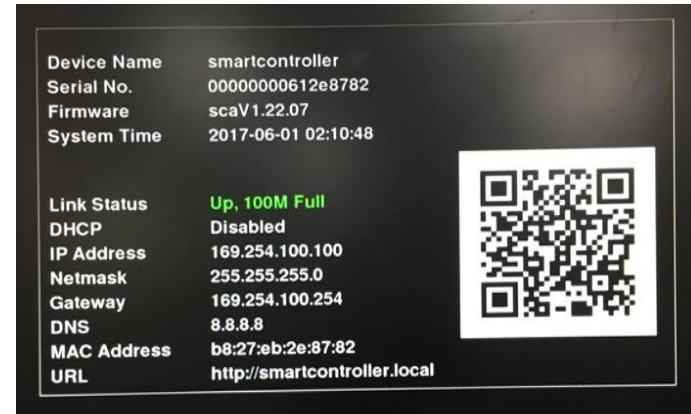 Device Name smartcontroller
Serial No. 00000000612e8782
Firmware scaV1.22.07
System Time 2017-06-01 02:10:48
Link Status Up, 100M Full
DHCP Disabled
IP Address 169.254.100.100
Netmask 255.255.255.0
Gateway 169.254.100.254
DNS 8.8.8.8
MAC Address b8:27:eb:2e:87:82
URL http://smartcontroller.local